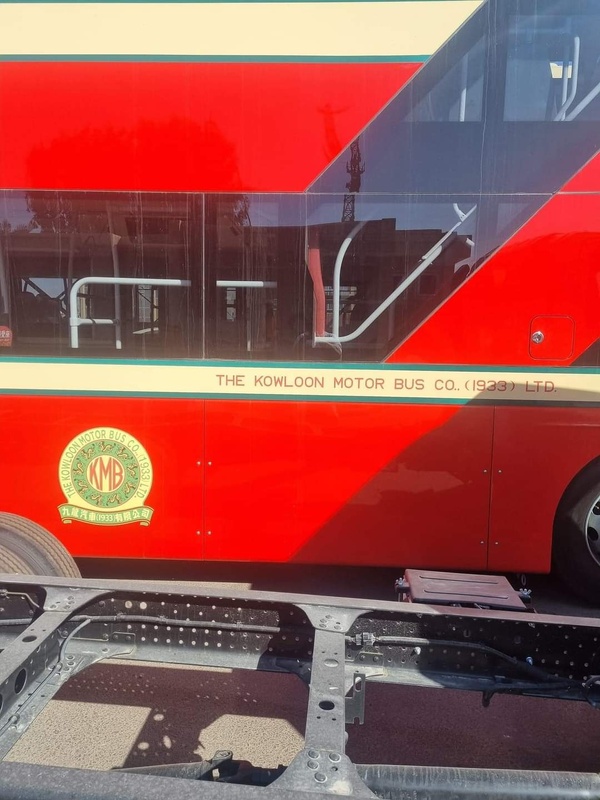 THE KOWLOON MOTOR BUS CO., (1933) LTD.
THE KOWLOON MOTOR BUS CO., (1933) LTD.
KMB
九龍汽車(1933)有限公司